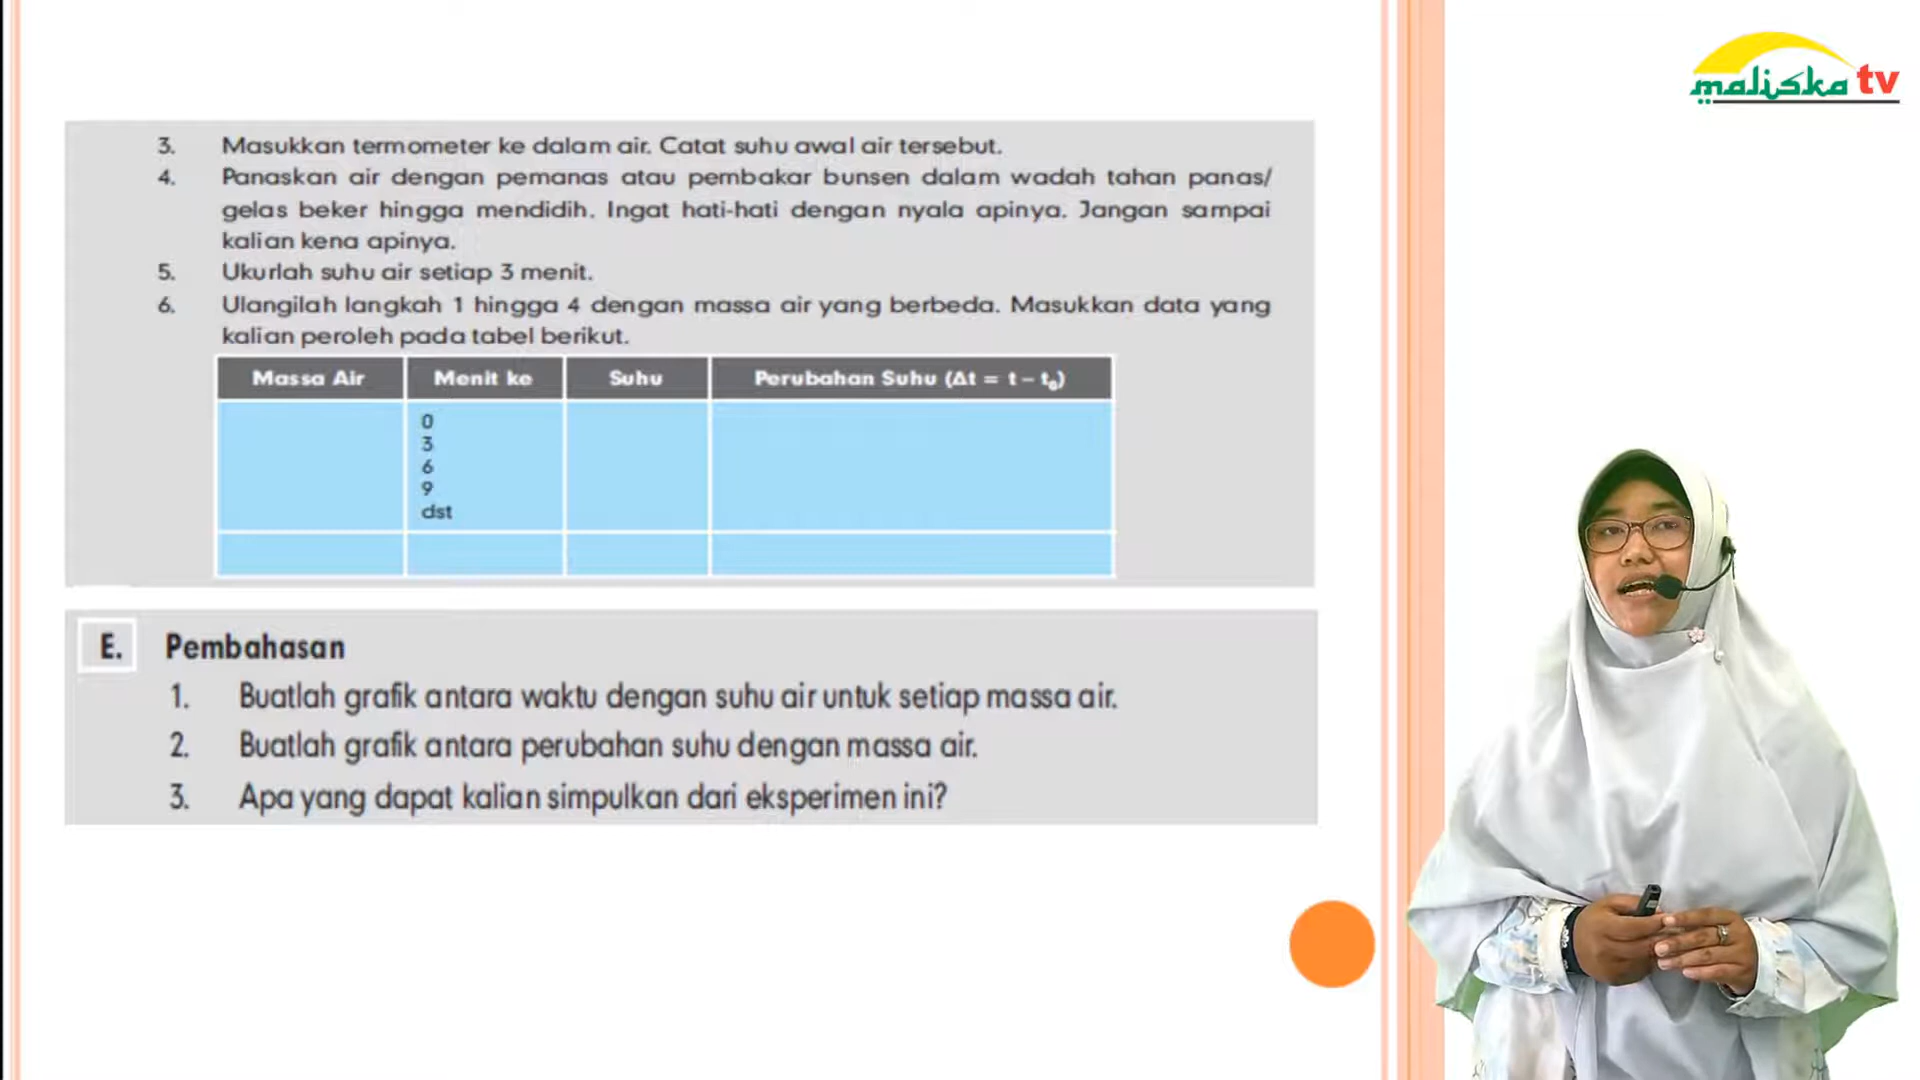 maliska tv
3. Masukkan termometer ke dalam air. Catat suhu awal air tersebut.
4. Panaskan air dengan pemanas atau pembakar bunsen dalam wadah tahan panas/
gelas beker hingga mendidih. Ingat hati-hati dengan nyala apinya. Jangan sampai
kalian kena apinya.
5. Ukurlah suhu air setiap 3 menit.
6. Ulangilah langkah 1 hingga 4 dengan massa air yang berbeda. Masukkan data yang
kalian peroleh pada tabel berikut.
Massa Air Menit ke Suhu Perubahan Suhu (Δt = t – t₀)
0
3
6
9
dst
E. Pembahasan
1. Buatlah grafik antara waktu dengan suhu air untuk setiap massa air.
2. Buatlah grafik antara perubahan suhu dengan massa air.
3. Apa yang dapat kalian simpulkan dari eksperimen ini?